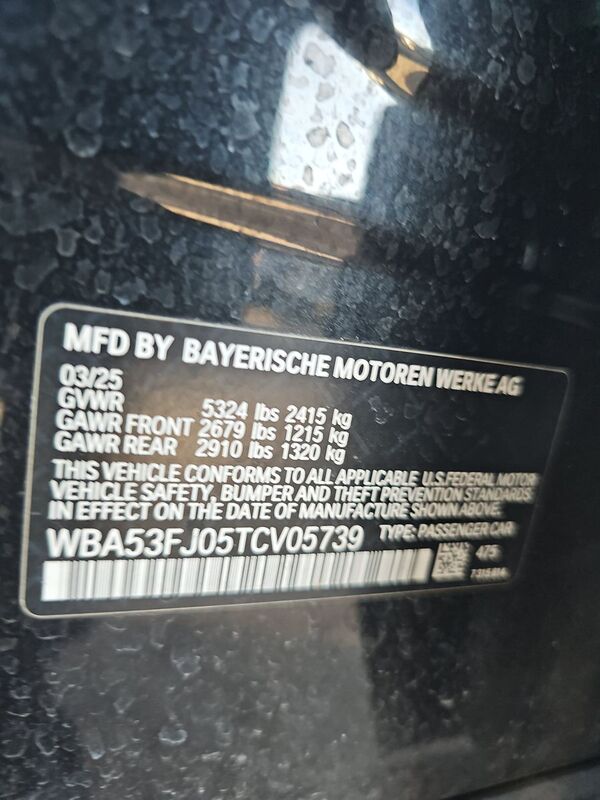 MFD BY BAYERISCHE MOTOREN WERKE AG
03/25
GVWR 5324 lbs 2415 kg
GAWR FRONT 2679 lbs 1215 kg
GAWR REAR 2910 lbs 1320 kg
THIS VEHICLE CONFORMS TO ALL APPLICABLE U.S.FEDERAL MOTOR
VEHICLE SAFETY, BUMPER AND THEFT PREVENTION STANDARDS
IN EFFECT ON THE DATE OF MANUFACTURE SHOWN ABOVE.
WBA53FJ05TCV05739 TYPE: PASSENGER CAR
475